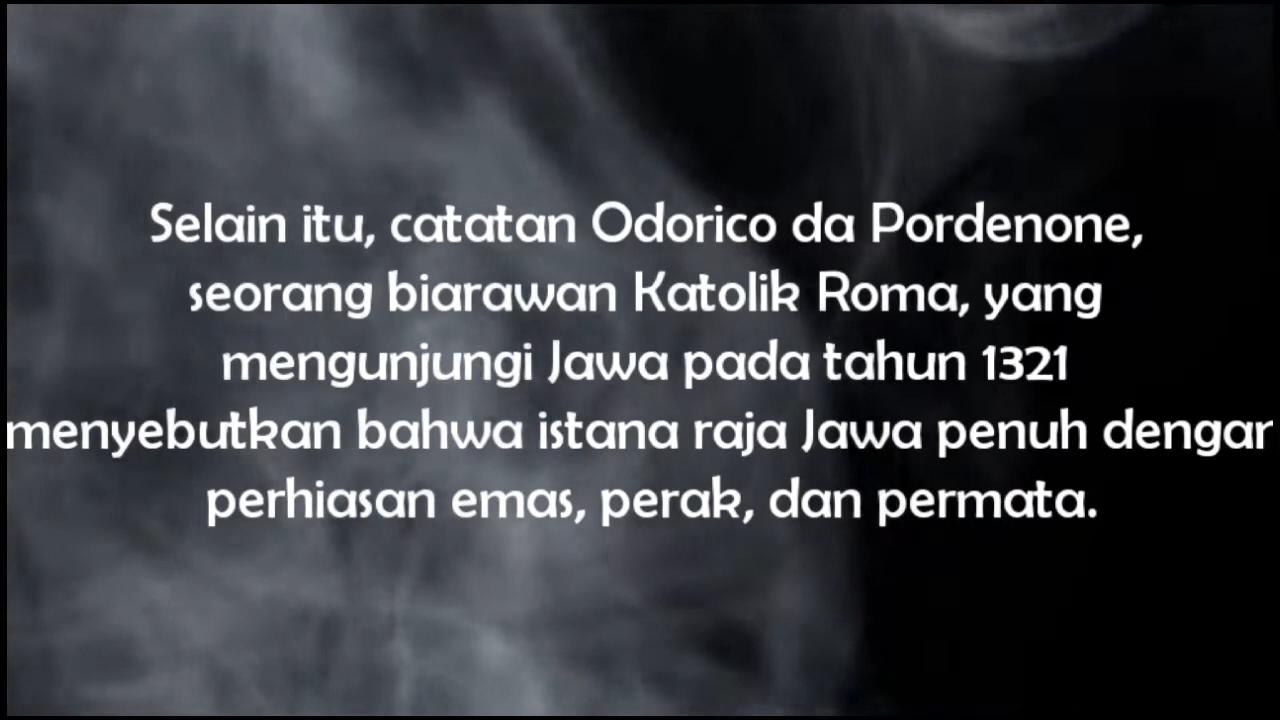 Selain itu, catatan Odorico da Pordenone,
seorang biarawan Katolik Roma, yang
mengunjungi Jawa pada tahun 1321
menyebutkan bahwa istana raja Jawa penuh dengan
perhiasan emas, perak, dan permata.